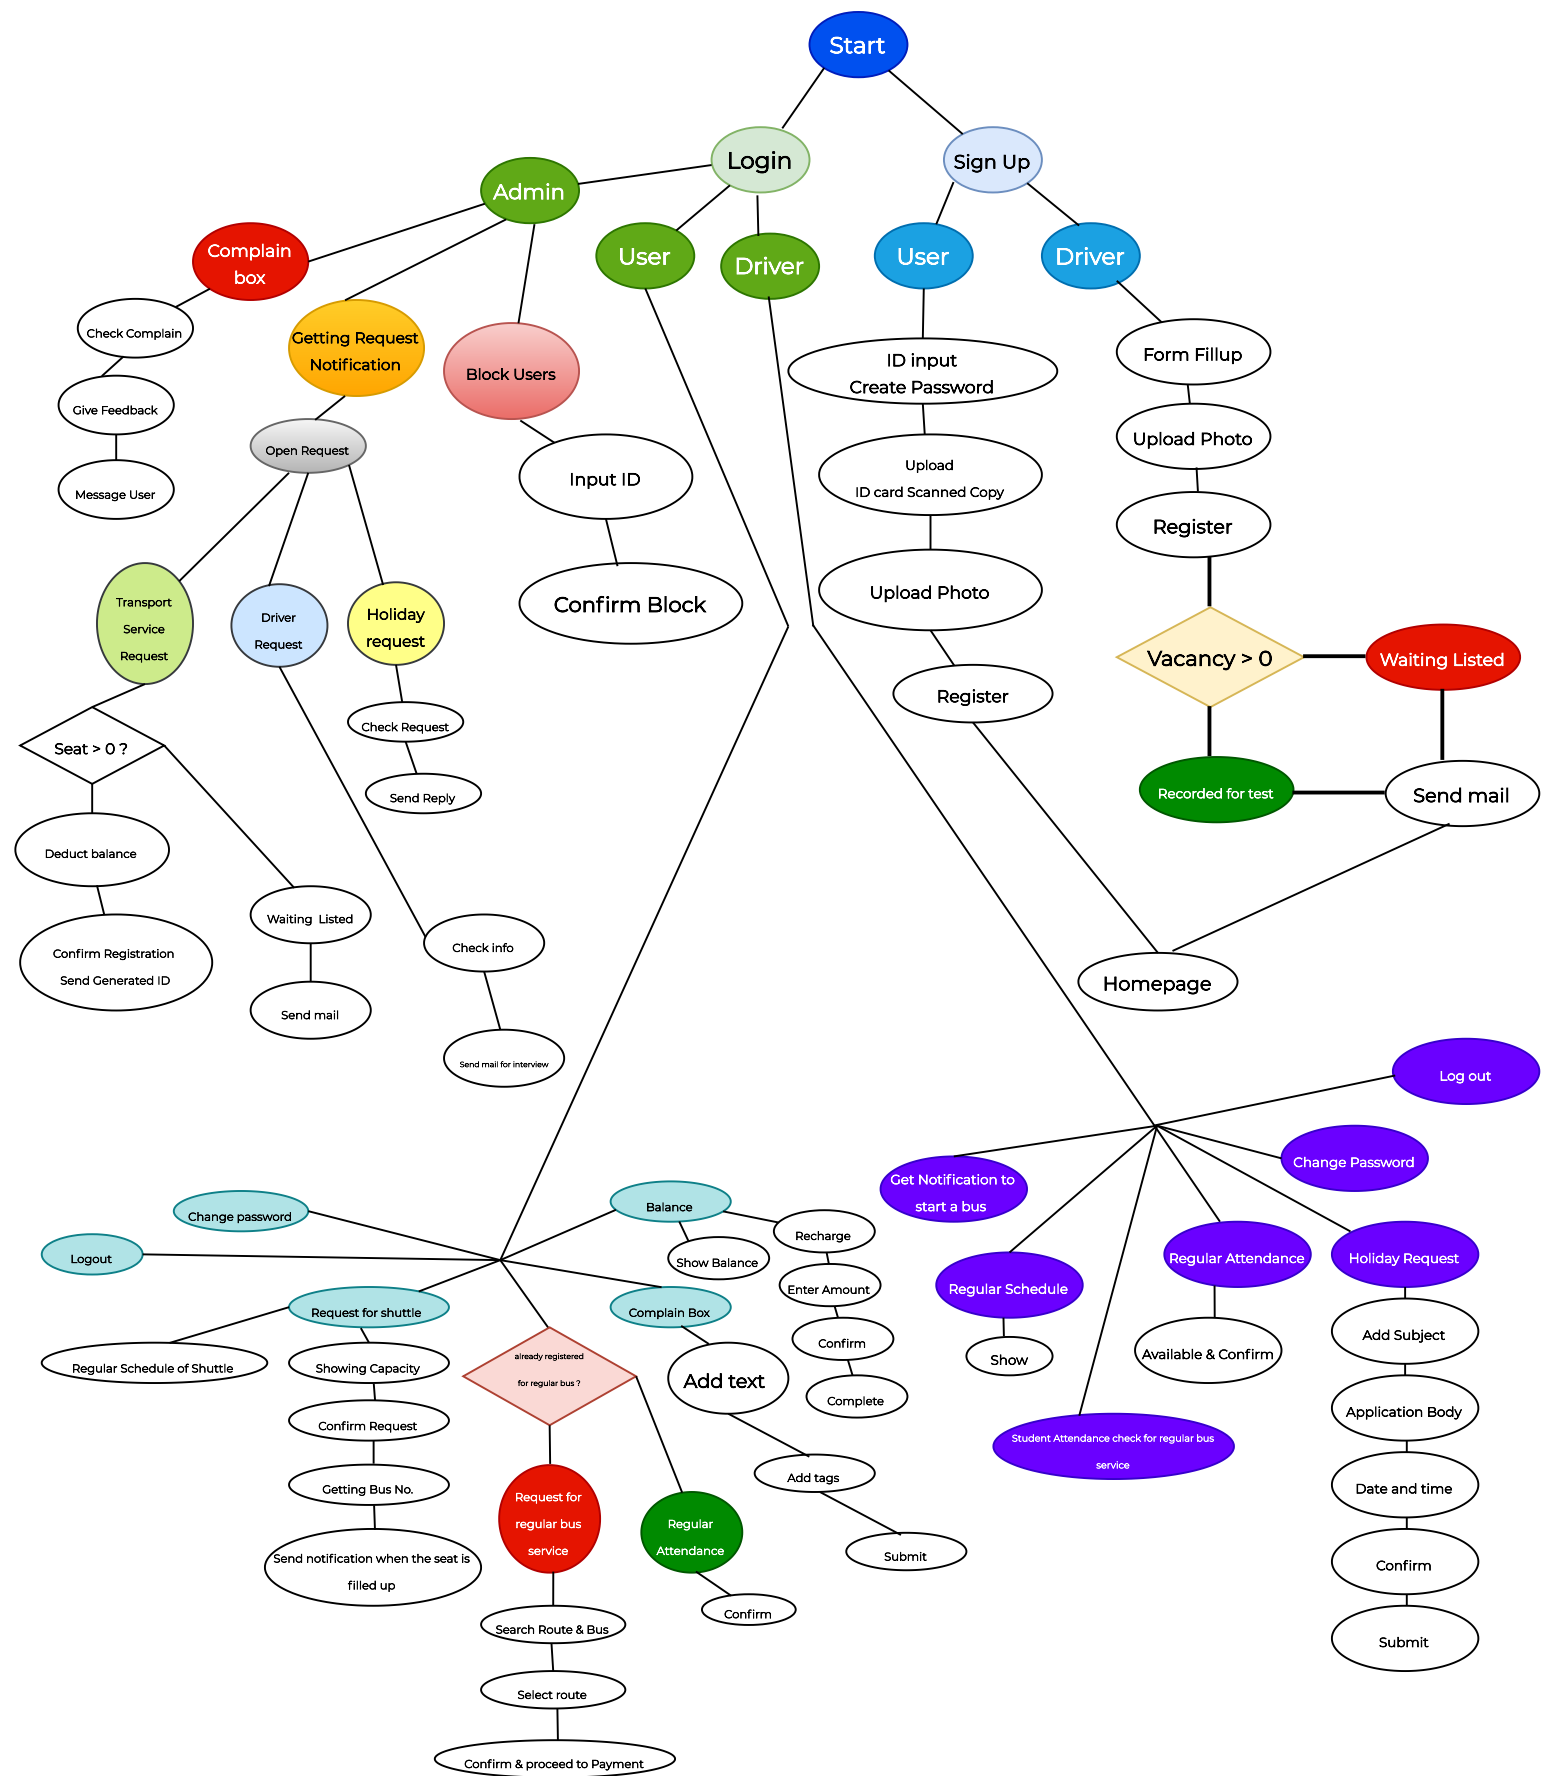 Start
Login
Sign Up
Admin
User
Driver
User
Driver
Complain
box
Check Complain
Give Feedback
Message User
Getting Request
Notification
Open Request
Block Users
Input ID
Confirm Block
Transport
Service
Request
Driver
Request
Holiday
request
Check Request
Send Reply
Seat > 0 ?
Deduct balance
Confirm Registration
Send Generated ID
Waiting Listed
Send mail
Check info
Send mail for interview
ID input
Create Password
Upload
ID card Scanned Copy
Upload Photo
Register
Form Fillup
Upload Photo
Register
Vacancy > 0
Waiting Listed
Recorded for test
Send mail
Homepage
Change password
Logout
Request for shuttle
Regular Schedule of Shuttle
Showing Capacity
Confirm Request
Getting Bus No.
Send notification when the seat is
filled up
already registered
for regular bus ?
Request for
regular bus
service
Search Route & Bus
Select route
Confirm & proceed to Payment
Regular
Attendance
Confirm
Balance
Show Balance
Recharge
Enter Amount
Confirm
Complete
Complain Box
Add text
Add tags
Submit
Log out
Change Password
Get Notification to
start a bus
Regular Schedule
Show
Student Attendance check for regular bus
service
Regular Attendance
Available & Confirm
Holiday Request
Add Subject
Application Body
Date and time
Confirm
Submit